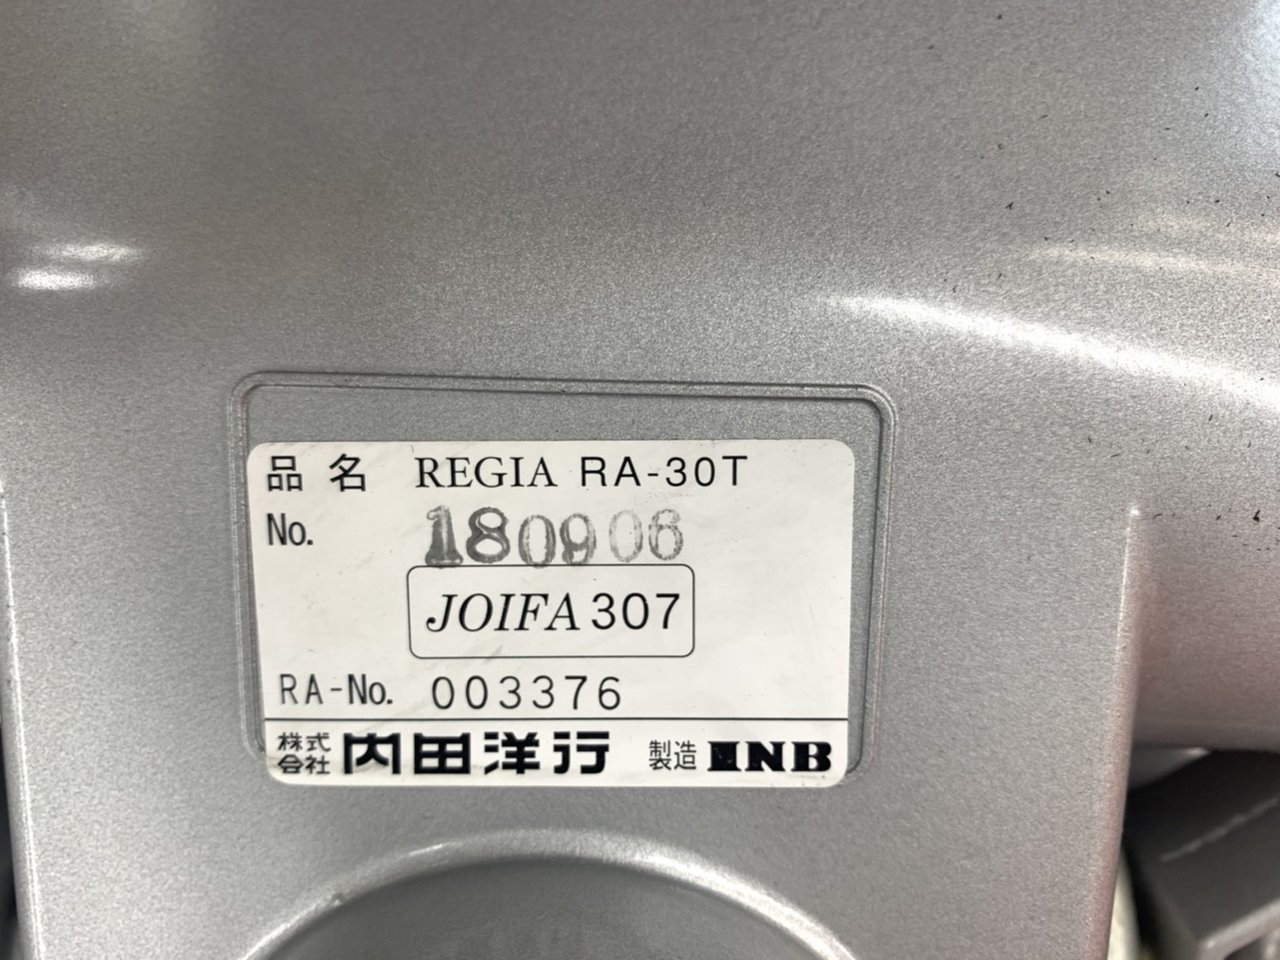 品名 REGIA RA-30T
No. 180906
JOIFA 307
RA-No. 003376
株式会社 内田洋行 製造 INB